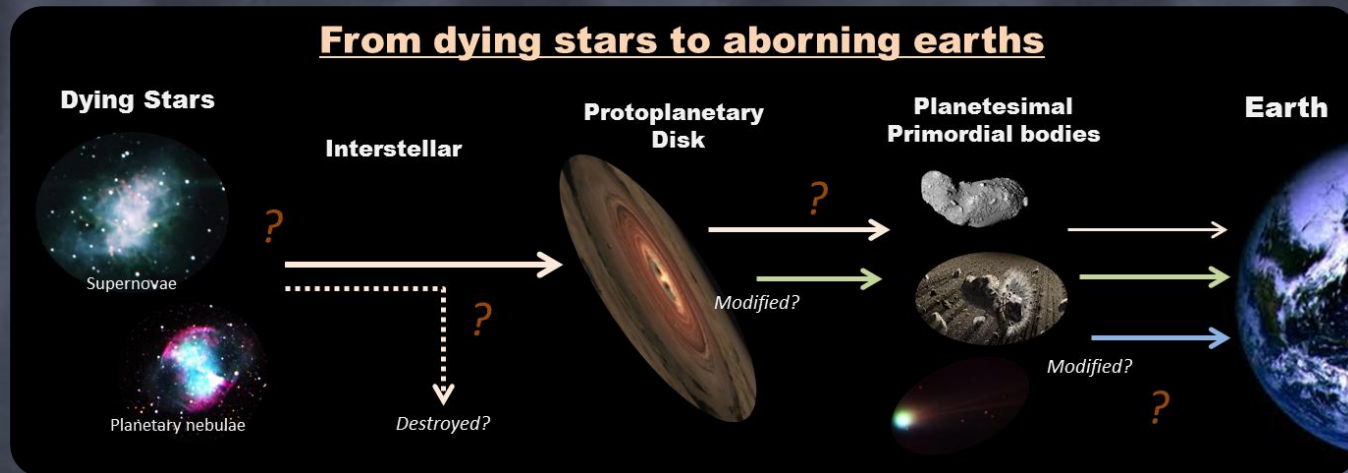 From dying stars to aborning earths
Dying Stars
Interstellar
Protoplanetary
Disk
Planetesimal
Primordial bodies
Earth
?
?
Supernovae
?
Modified?
Modified?
Planetary nebulae
Destroyed?
?